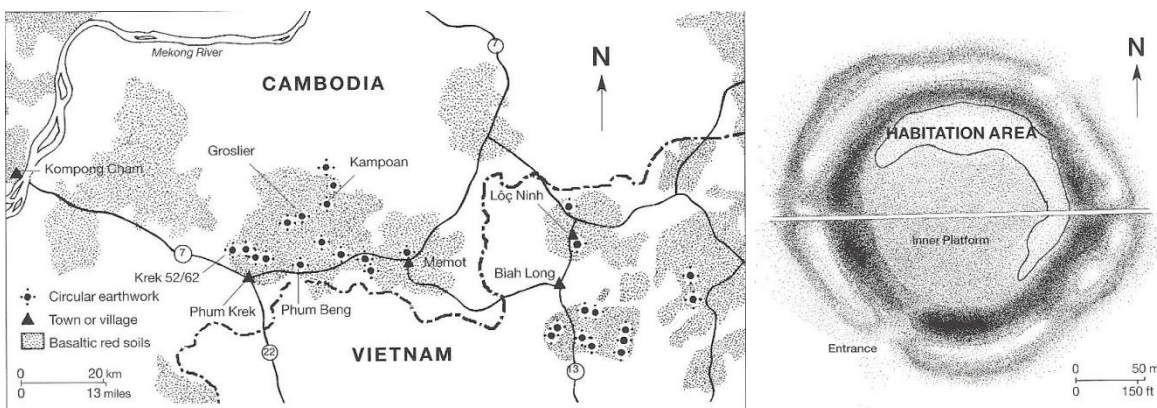 Mekong River
7
N
CAMBODIA
Groslier
Kampoan
Kompong Cham
Lôç Ninh
7
Krek 52/62
Memot
Bìah Long
Circular earthwork
Town or village
Phum Krek
Phum Beng
Basaltic red soils
VIETNAM
22
13
0 20 km
0 13 miles
N
HABITATION AREA
Inner Platform
Entrance
0 50 m
0 150 ft